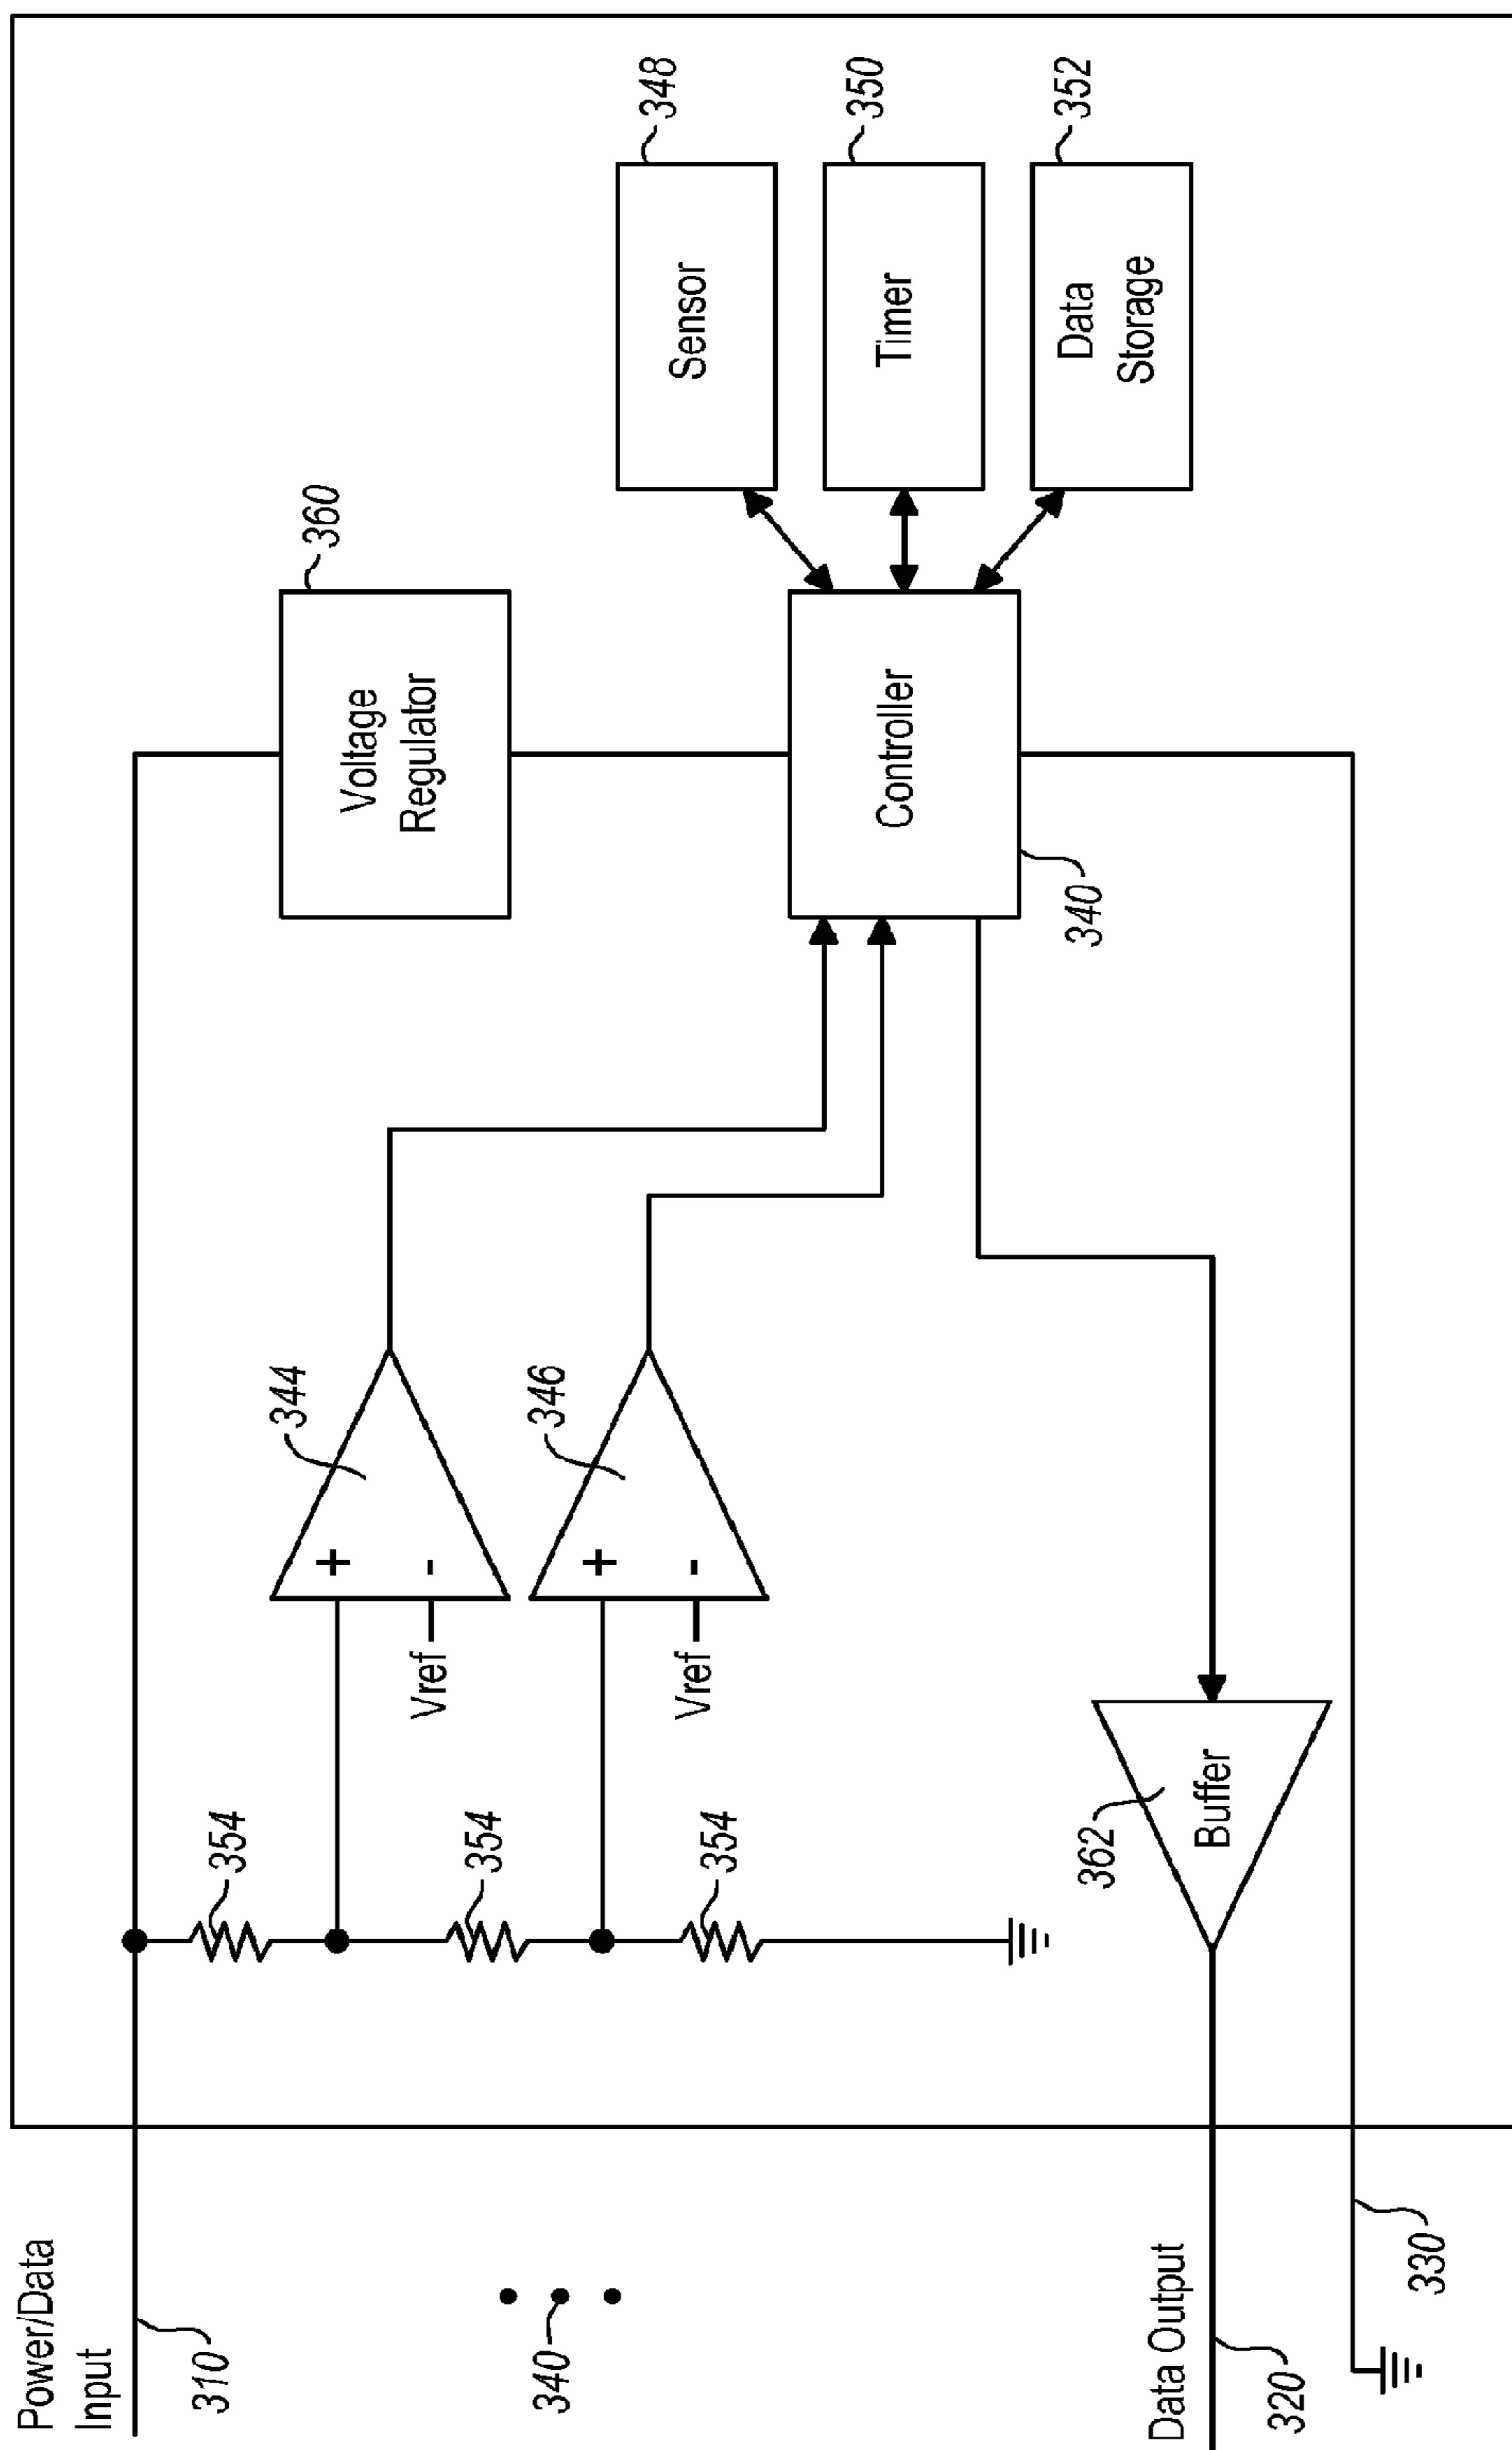 Power/Data
Input
310
340
Data Output
320
330
354
354
354
344
+
-
Vref
346
+
-
Vref
362
Buffer
360
Voltage
Regulator
Controller
340
Sensor
348
Timer
350
Data
Storage
352